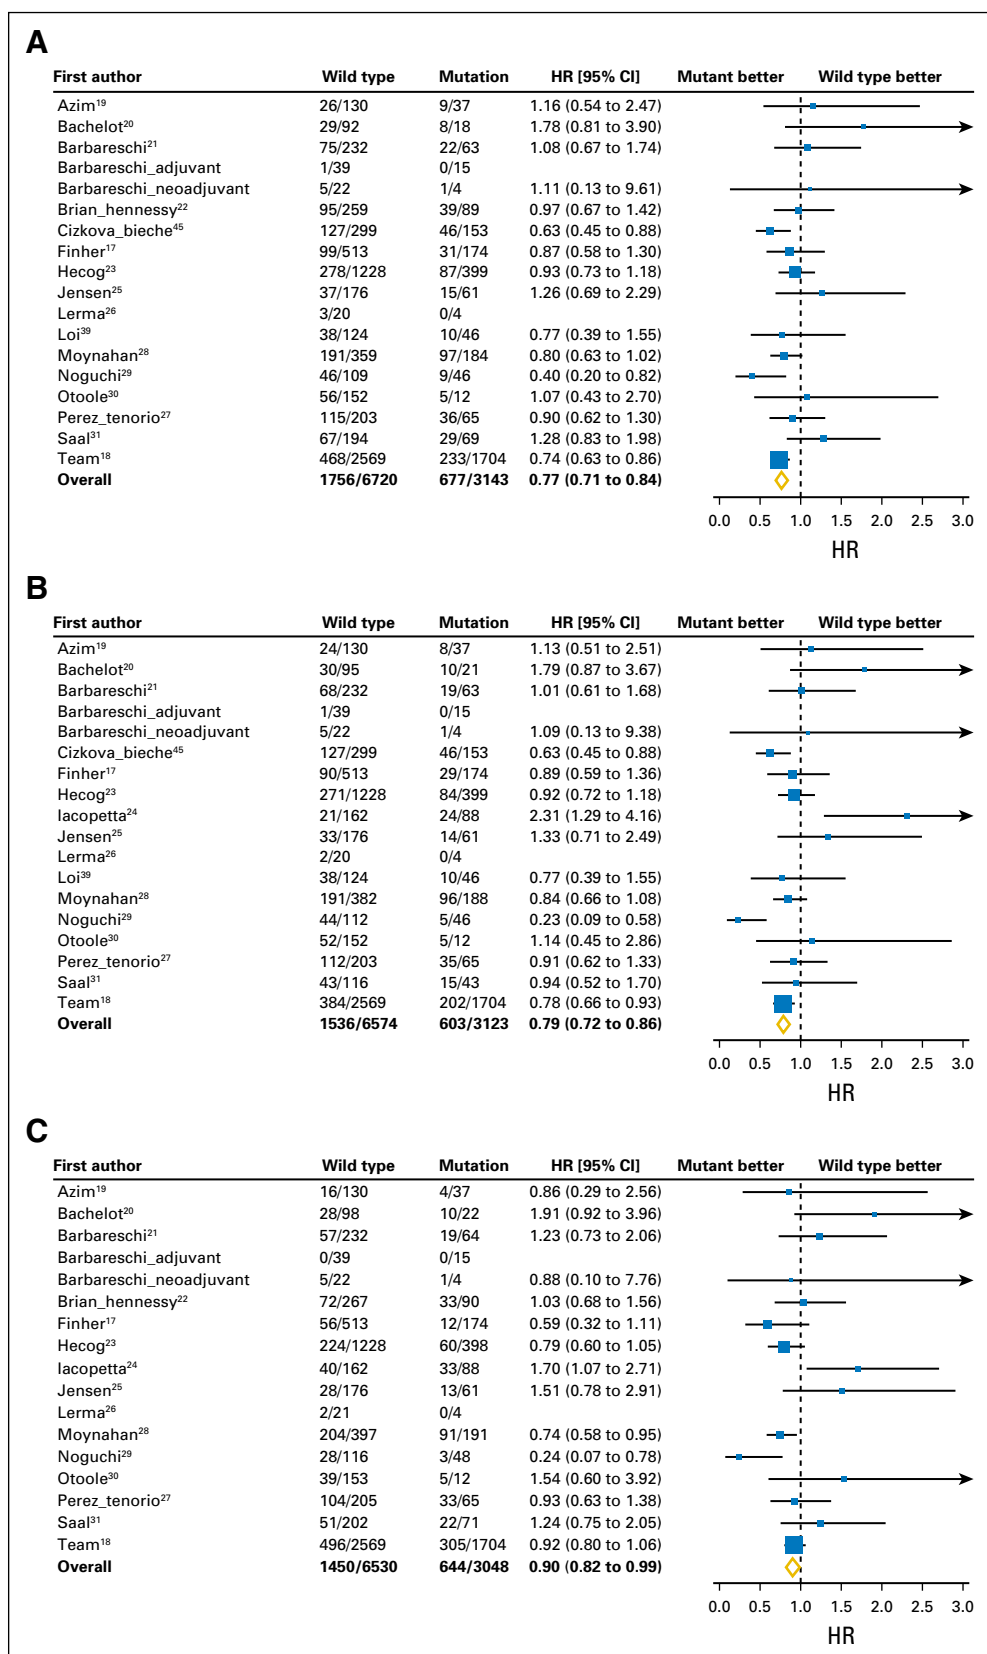 A
First author Wild type Mutation HR [95% CI] Mutant better Wild type better
Azim19 26/130 9/37 1.16 (0.54 to 2.47)
Bachelot20 29/92 8/18 1.78 (0.81 to 3.90)
Barbareschi21 75/232 22/63 1.08 (0.67 to 1.74)
Barbareschi_adjuvant 1/39 0/15
Barbareschi_neoadjuvant 5/22 1/4 1.11 (0.13 to 9.61)
Brian_hennessy22 95/259 39/89 0.97 (0.67 to 1.42)
Cizkova_bieche45 127/299 46/153 0.63 (0.45 to 0.88)
Finher17 99/513 31/174 0.87 (0.58 to 1.30)
Hecog23 278/1228 87/399 0.93 (0.73 to 1.18)
Jensen25 37/176 15/61 1.26 (0.69 to 2.29)
Lerma26 3/20 0/4
Loi39 38/124 10/46 0.77 (0.39 to 1.55)
Moynahan28 191/359 97/184 0.80 (0.63 to 1.02)
Noguchi29 46/109 9/46 0.40 (0.20 to 0.82)
Otoole30 56/152 5/12 1.07 (0.43 to 2.70)
Perez_tenorio27 115/203 36/65 0.90 (0.62 to 1.30)
Saal31 67/194 29/69 1.28 (0.83 to 1.98)
Team18 468/2569 233/1704 0.74 (0.63 to 0.86)
Overall 1756/6720 677/3143 0.77 (0.71 to 0.84)
0.0 0.5 1.0 1.5 2.0 2.5 3.0
HR
B
First author Wild type Mutation HR [95% CI] Mutant better Wild type better
Azim19 24/130 8/37 1.13 (0.51 to 2.51)
Bachelot20 30/95 10/21 1.79 (0.87 to 3.67)
Barbareschi21 68/232 19/63 1.01 (0.61 to 1.68)
Barbareschi_adjuvant 1/39 0/15
Barbareschi_neoadjuvant 5/22 1/4 1.09 (0.13 to 9.38)
Cizkova_bieche45 127/299 46/153 0.63 (0.45 to 0.88)
Finher17 90/513 29/174 0.89 (0.59 to 1.36)
Hecog23 271/1228 84/399 0.92 (0.72 to 1.18)
Iacopetta24 21/162 24/88 2.31 (1.29 to 4.16)
Jensen25 33/176 14/61 1.33 (0.71 to 2.49)
Lerma26 2/20 0/4
Loi39 38/124 10/46 0.77 (0.39 to 1.55)
Moynahan28 191/382 96/188 0.84 (0.66 to 1.08)
Noguchi29 44/112 5/46 0.23 (0.09 to 0.58)
Otoole30 52/152 5/12 1.14 (0.45 to 2.86)
Perez_tenorio27 112/203 35/65 0.91 (0.62 to 1.33)
Saal31 43/116 15/43 0.94 (0.52 to 1.70)
Team18 384/2569 202/1704 0.78 (0.66 to 0.93)
Overall 1536/6574 603/3123 0.79 (0.72 to 0.86)
0.0 0.5 1.0 1.5 2.0 2.5 3.0
HR
C
First author Wild type Mutation HR [95% CI] Mutant better Wild type better
Azim19 16/130 4/37 0.86 (0.29 to 2.56)
Bachelot20 28/98 10/22 1.91 (0.92 to 3.96)
Barbareschi21 57/232 19/64 1.23 (0.73 to 2.06)
Barbareschi_adjuvant 0/39 0/15
Barbareschi_neoadjuvant 5/22 1/4 0.88 (0.10 to 7.76)
Brian_hennessy22 72/267 33/90 1.03 (0.68 to 1.56)
Finher17 56/513 12/174 0.59 (0.32 to 1.11)
Hecog23 224/1228 60/398 0.79 (0.60 to 1.05)
Iacopetta24 40/162 33/88 1.70 (1.07 to 2.71)
Jensen25 28/176 13/61 1.51 (0.78 to 2.91)
Lerma26 2/21 0/4
Moynahan28 204/397 91/191 0.74 (0.58 to 0.95)
Noguchi29 28/116 3/48 0.24 (0.07 to 0.78)
Otoole30 39/153 5/12 1.54 (0.60 to 3.92)
Perez_tenorio27 104/205 33/65 0.93 (0.63 to 1.38)
Saal31 51/202 22/71 1.24 (0.75 to 2.05)
Team18 496/2569 305/1704 0.92 (0.80 to 1.06)
Overall 1450/6530 644/3048 0.90 (0.82 to 0.99)
0.0 0.5 1.0 1.5 2.0 2.5 3.0
HR